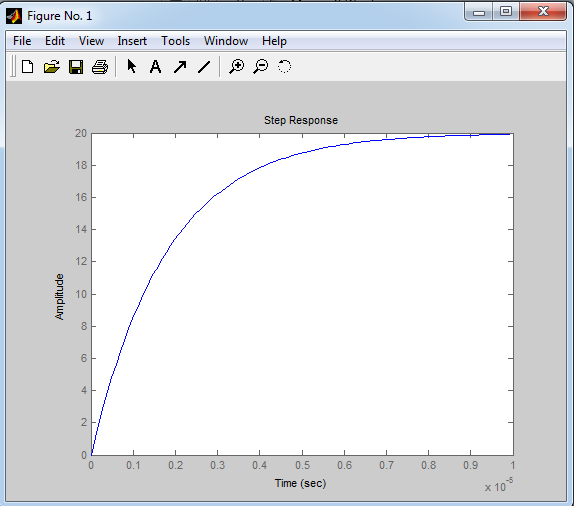 Figure No. 1
File Edit View Insert Tools Window Help
A
Step Response
20
18
16
14
12
10
8
6
4
2
0
Amplitude
0 0.1 0.2 0.3 0.4 0.5 0.6 0.7 0.8 0.9 1
Time (sec)
x 10^-5